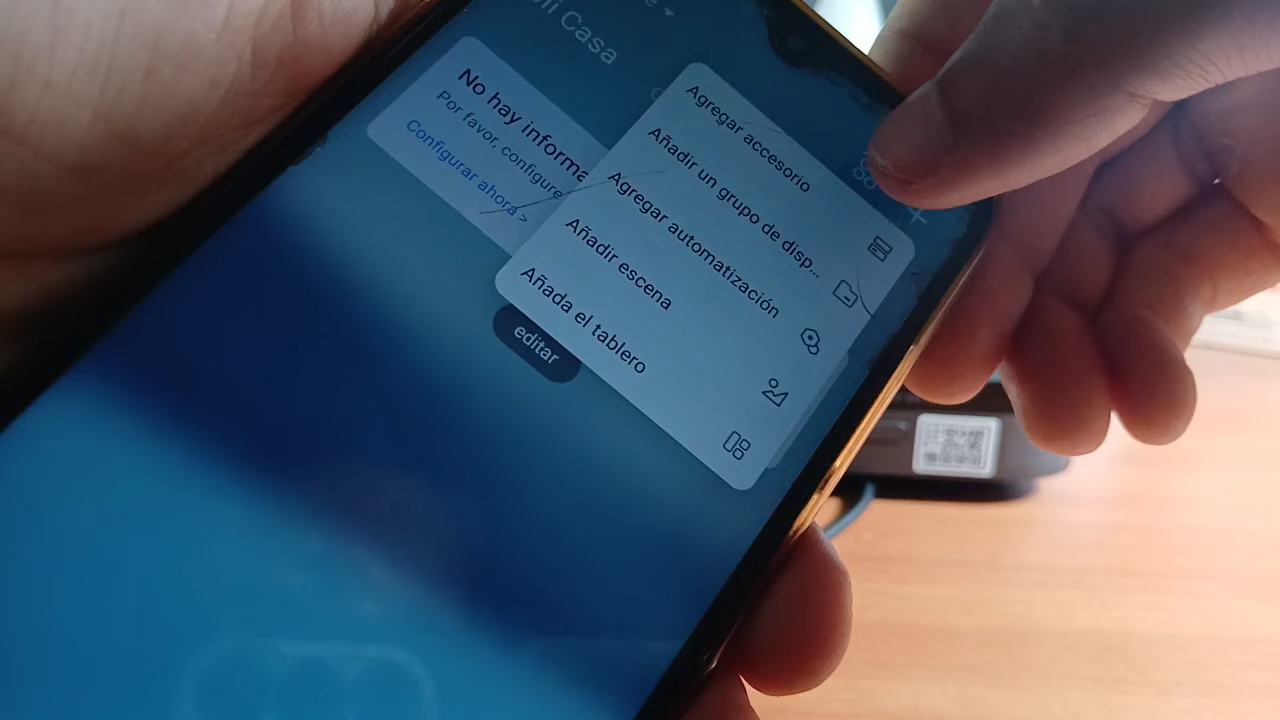 Mi Casa
No hay informa
Por favor, configure
Configurar ahora >
Agregar accesorio
Añadir un grupo de disp...
Agregar automatización
Añadir escena
Añada el tablero
editar